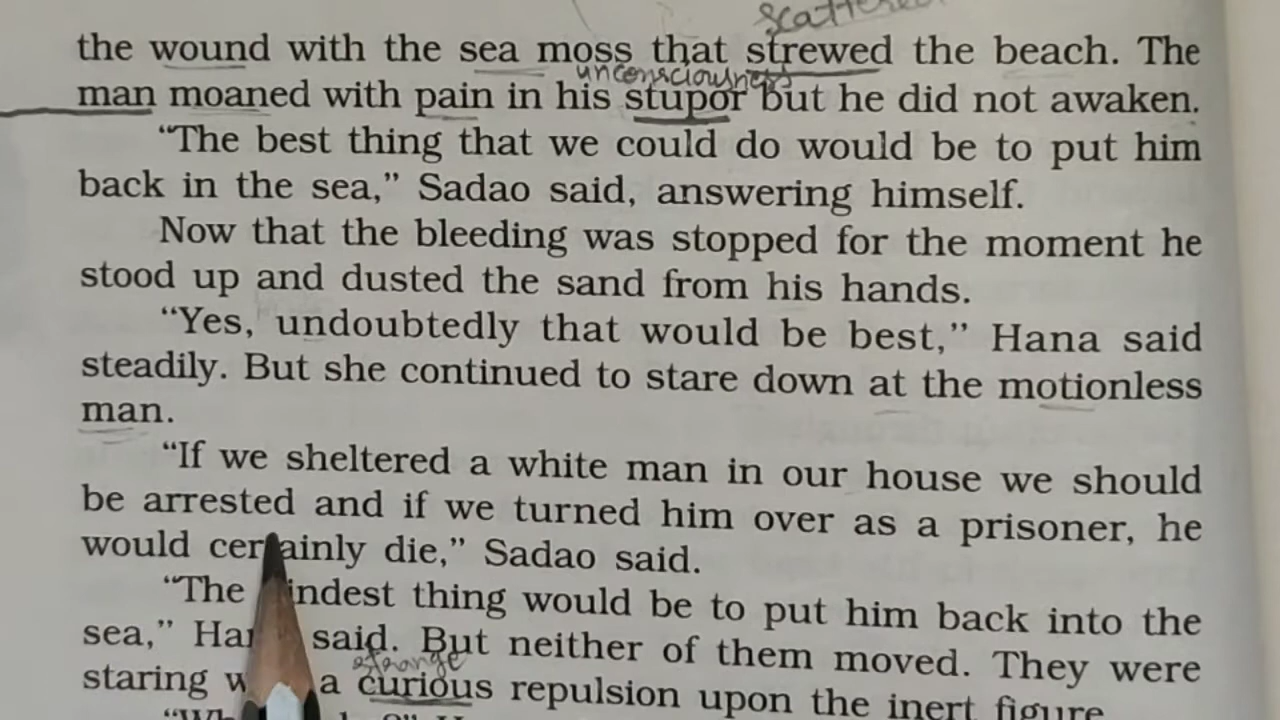 scattered
the wound with the sea moss that strewed the beach. The
unconsciousness
man moaned with pain in his stupor but he did not awaken.
“The best thing that we could do would be to put him
back in the sea,” Sadao said, answering himself.
Now that the bleeding was stopped for the moment he
stood up and dusted the sand from his hands.
“Yes, undoubtedly that would be best,” Hana said
steadily. But she continued to stare down at the motionless
man.
“If we sheltered a white man in our house we should
be arrested and if we turned him over as a prisoner, he
would certainly die,” Sadao said.
“The kindest thing would be to put him back into the
sea,” Hana said. But neither of them moved. They were
strange
staring with a curious repulsion upon the inert figure.